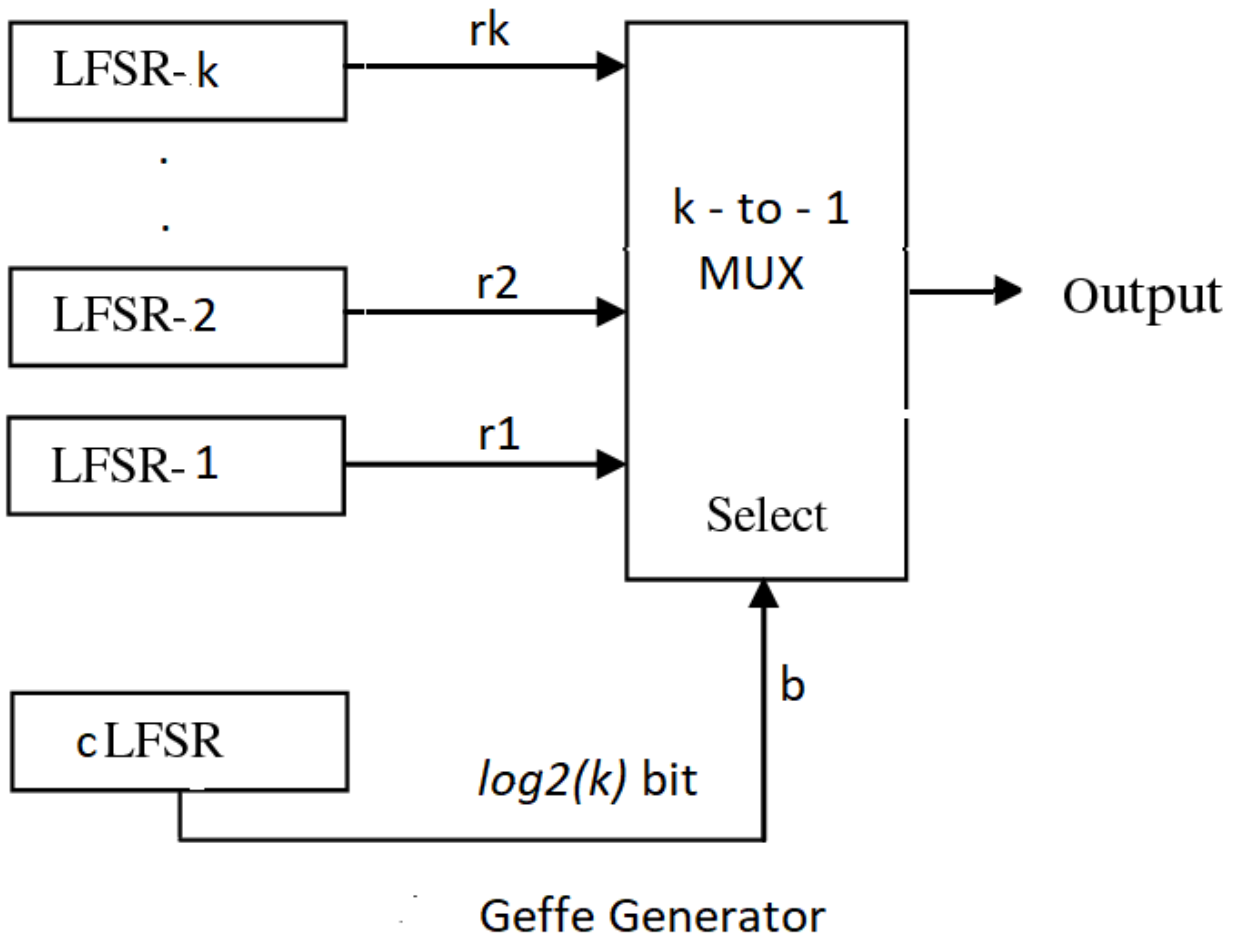 rk
LFSR-k
k - to - 1
MUX
r2
LFSR-2
Output
r1
LFSR-1
Select
b
cLFSR
log2(k) bit
Geffe Generator